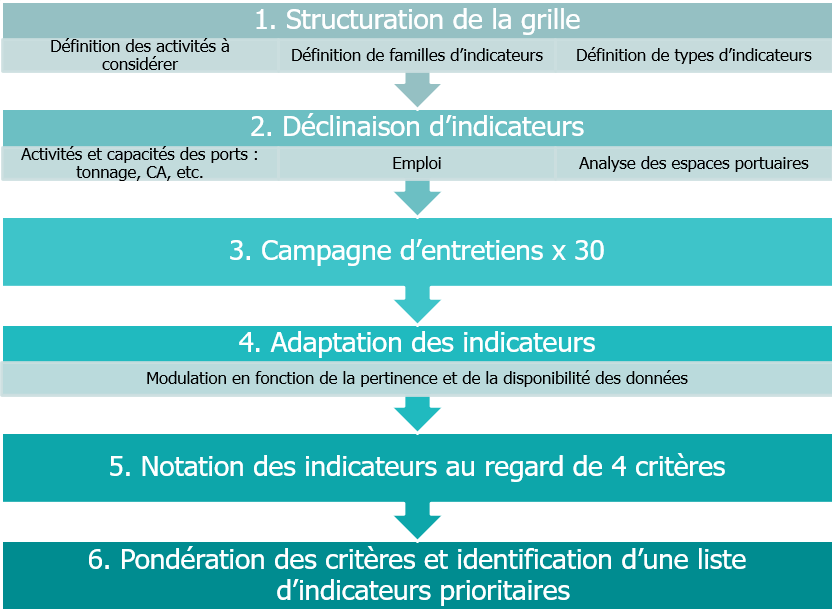 1. Structuration de la grille
Définition des activités à
considérer
Définition de familles d'indicateurs
Définition de types d'indicateurs
2. Déclinaison d'indicateurs
Activités et capacités des ports :
tonnage, CA, etc.
Emploi
Analyse des espaces portuaires
3. Campagne d'entretiens x 30
4. Adaptation des indicateurs
Modulation en fonction de la pertinence et de la disponibilité des données
5. Notation des indicateurs au regard de 4 critères
6. Pondération des critères et identification d'une liste
d'indicateurs prioritaires